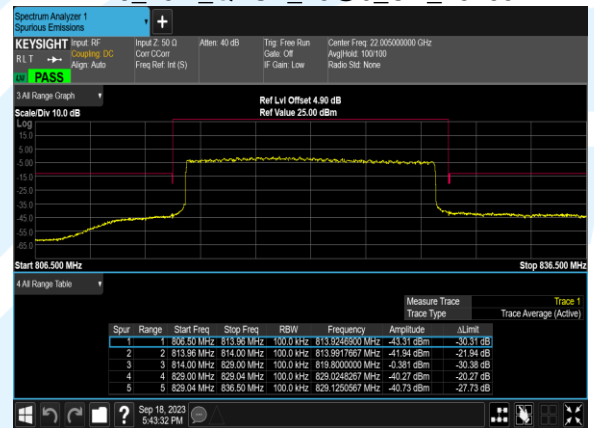 Spectrum Analyzer 1
Spurious Emissions
+
KEYSIGHT Input: RF Input Z: 50 Ω Atten: 40 dB Trig: Free Run Center Freq: 22.005000000 GHz
RLT Coupling: DC Corr CCorr Gate: Off Avg|Hold: 100/100
Align: Auto Freq Ref: Int (S) IF Gain: Low Radio Std: None
LXI PASS
3 All Range Graph Ref Lvl Offset 4.90 dB
Scale/Div 10.0 dB Ref Value 25.00 dBm
Log
15.0
5.00
-5.00
-15.0
-25.0
-35.0
-45.0
-55.0
-65.0
Start 806.500 MHz Stop 836.500 MHz
4 All Range Table
Measure Trace Trace 1
Trace Type Trace Average (Active)
Spur Range Start Freq Stop Freq RBW Frequency Amplitude ΔLimit
1 1 806.50 MHz 813.96 MHz 100.0 kHz 813.9246900 MHz -43.31 dBm -30.31 dB
2 2 813.96 MHz 814.00 MHz 100.0 kHz 813.9917667 MHz -41.94 dBm -21.94 dB
3 3 814.00 MHz 829.00 MHz 100.0 kHz 819.8000000 MHz -0.381 dBm -30.38 dB
4 4 829.00 MHz 829.04 MHz 100.0 kHz 829.0248267 MHz -40.27 dBm -20.27 dB
5 5 829.04 MHz 836.50 MHz 100.0 kHz 829.1250567 MHz -40.73 dBm -27.73 dB
? Sep 18, 2023
5:43:32 PM